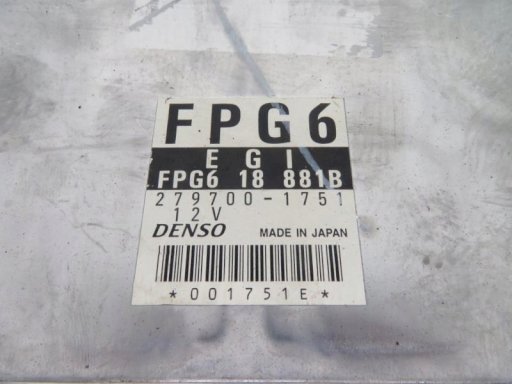 FPG6
EGI
FPG6 18 881B
279700-1751
12V
DENSO MADE IN JAPAN
*001751E*